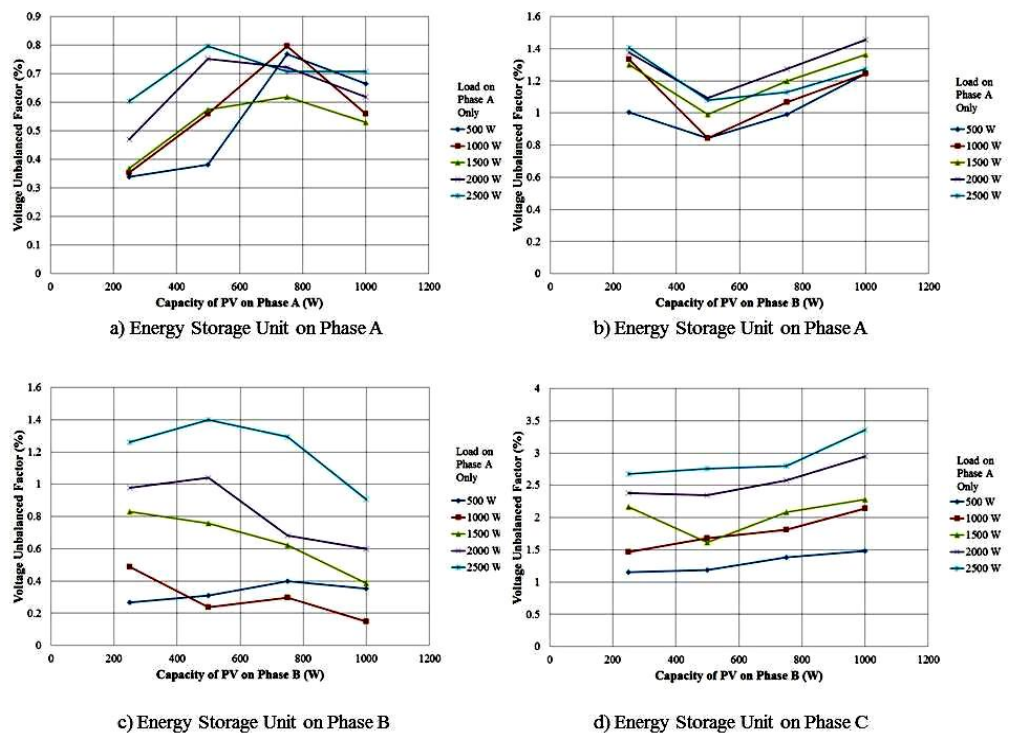 Voltage Unbalanced Factor (%)
0.9
0.8
0.7
0.6
0.5
0.4
0.3
0.2
0.1
0
0 200 400 600 800 1000 1200
Capacity of PV on Phase A (W)
Load on
Phase A
Only
500 W
1000 W
1500 W
2000 W
2500 W
a) Energy Storage Unit on Phase A
Voltage Unbalanced Factor (%)
1.6
1.4
1.2
1
0.8
0.6
0.4
0.2
0
0 200 400 600 800 1000 1200
Capacity of PV on Phase B (W)
Load on
Phase A
Only
500 W
1000 W
1500 W
2000 W
2500 W
b) Energy Storage Unit on Phase A
Voltage Unbalanced Factor (%)
1.6
1.4
1.2
1
0.8
0.6
0.4
0.2
0
0 200 400 600 800 1000 1200
Capacity of PV on Phase B (W)
Load on
Phase A
Only
500 W
1000 W
1500 W
2000 W
2500 W
c) Energy Storage Unit on Phase B
Voltage Unbalanced Factor (%)
4
3.5
3
2.5
2
1.5
1
0.5
0
0 200 400 600 800 1000 1200
Capacity of PV on Phase B (W)
Load on
Phase A
Only
500 W
1000 W
1500 W
2000 W
2500 W
d) Energy Storage Unit on Phase C